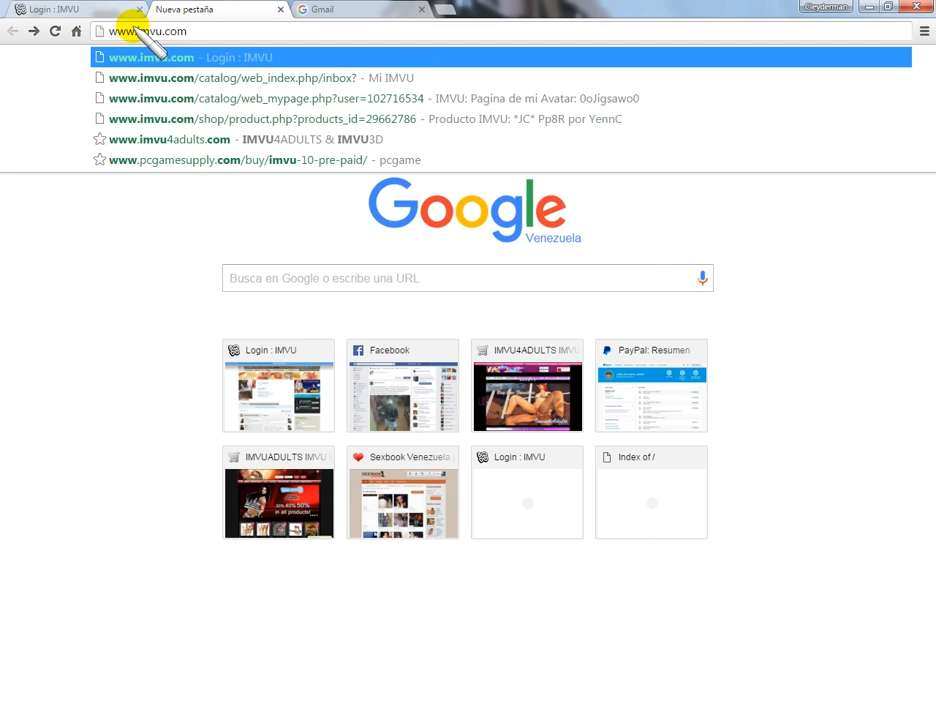 Login : IMVU
Nueva pestaña
Gmail
Cleyderman
www.imvu.com
www.imvu.com - Login : IMVU
www.imvu.com/catalog/web_index.php/inbox? - Mi IMVU
www.imvu.com/catalog/web_mypage.php?user=102716534 - IMVU: Pagina de mi Avatar: 0oJigsawo0
www.imvu.com/shop/product.php?products_id=29662786 - Producto IMVU: *JC* Pp8R por YennC
www.imvu4adults.com - IMVU4ADULTS & IMVU3D
www.pcgamesupply.com/buy/imvu-10-pre-paid/ - pcgame
Google
Venezuela
Busca en Google o escribe una URL
Login : IMVU
Facebook
IMVU4ADULTS IMVU
PayPal: Resumen
IMVUADULTS IMVU
Sexbook Venezuela
Login : IMVU
Index of /